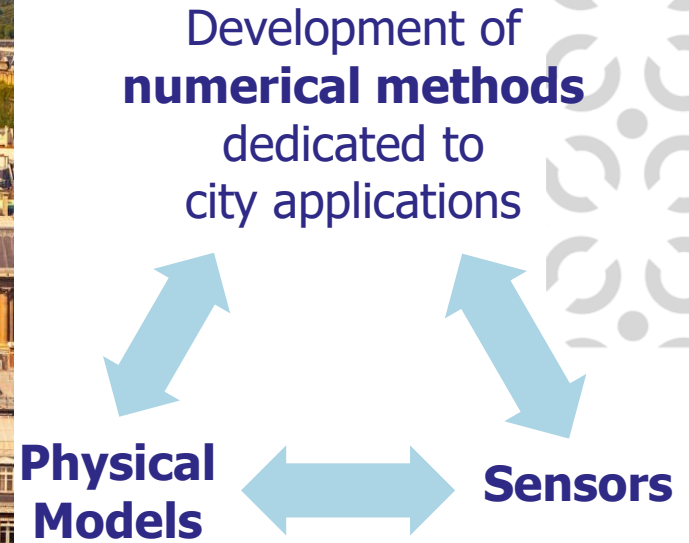 Development of
numerical methods
dedicated to
city applications
Physical
Models
Sensors